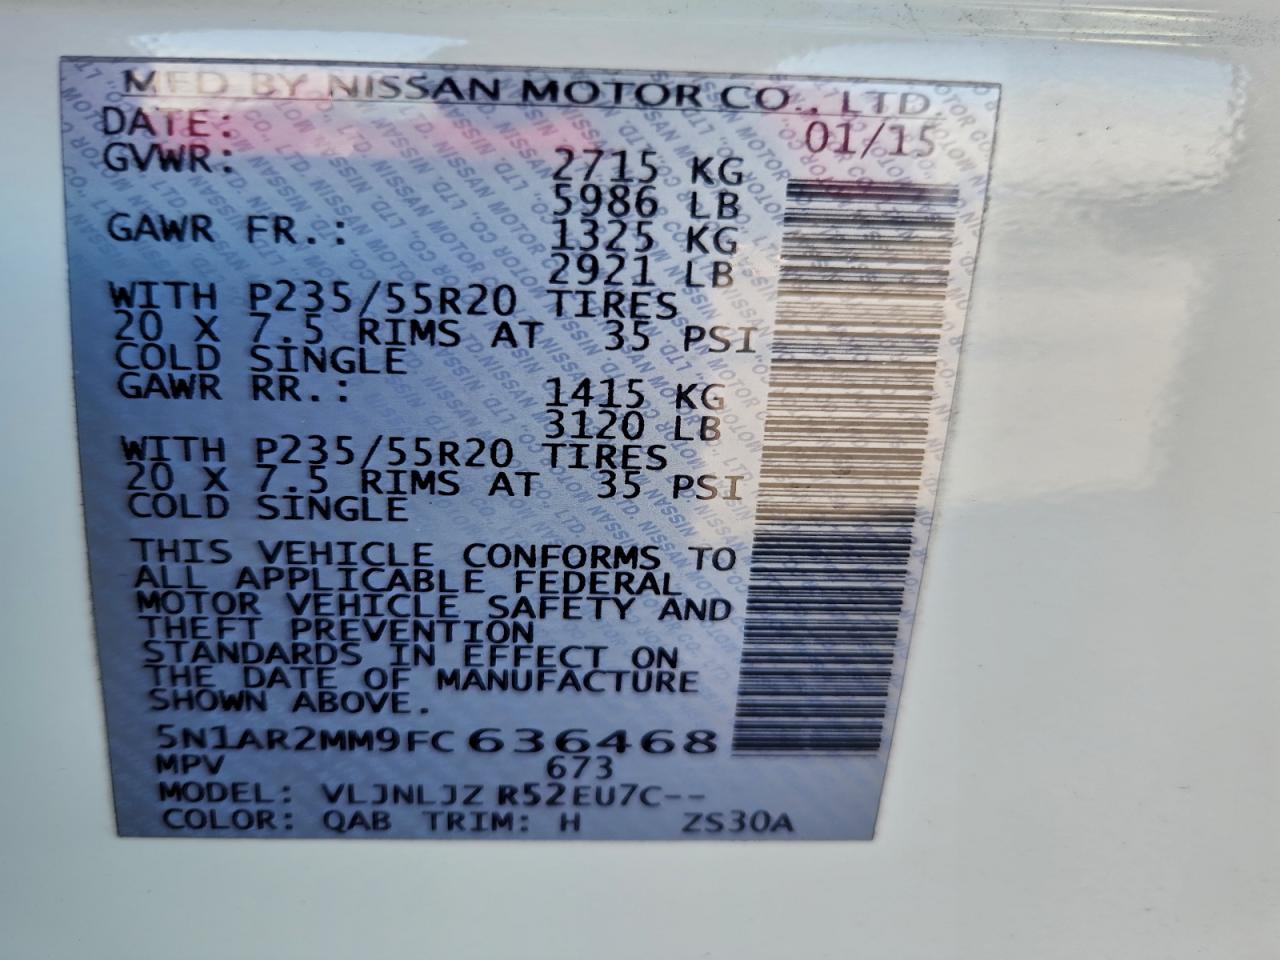 MFD BY NISSAN MOTOR CO., LTD.
DATE: 01/15
GVWR: 2715 KG
5986 LB
GAWR FR.: 1325 KG
2921 LB
WITH P235/55R20 TIRES
20 X 7.5 RIMS AT 35 PSI
COLD SINGLE
GAWR RR.: 1415 KG
3120 LB
WITH P235/55R20 TIRES
20 X 7.5 RIMS AT 35 PSI
COLD SINGLE
THIS VEHICLE CONFORMS TO
ALL APPLICABLE FEDERAL
MOTOR VEHICLE SAFETY AND
THEFT PREVENTION
STANDARDS IN EFFECT ON
THE DATE OF MANUFACTURE
SHOWN ABOVE.
5N1AR2MM9FC636468
MPV 673
MODEL: VLJNLJZ R52EU7C--
COLOR: QAB TRIM: H ZS30A